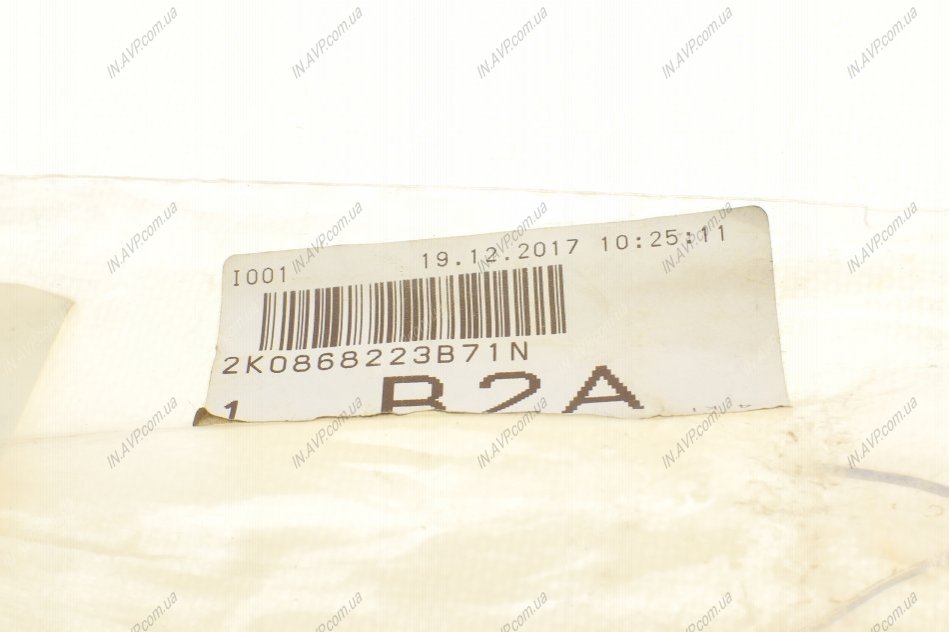 I001 19.12.2017 10:25:11
2K0868223B71N
1 B2A
IN.AVP.com.ua